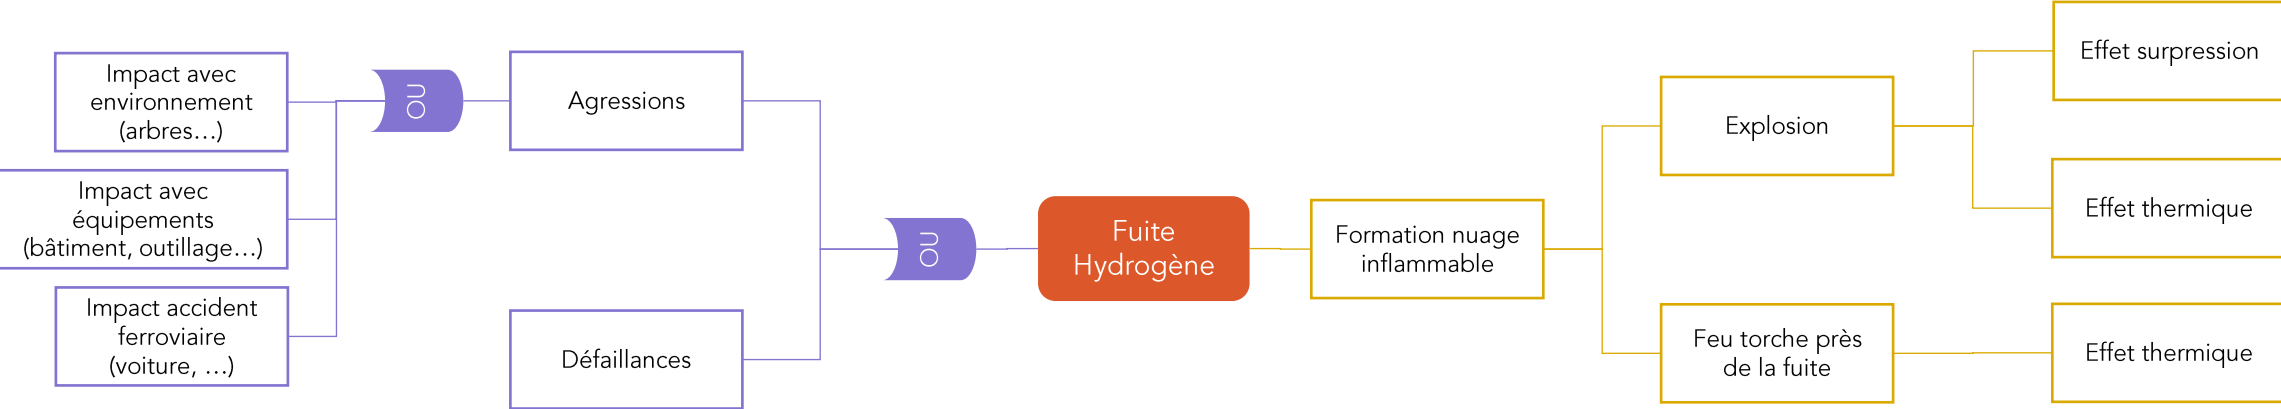 Impact avec
environnement
(arbres…)
Impact avec
équipements
(bâtiment, outillage…)
Impact accident
ferroviaire
(voiture, …)
OU
Agressions
Défaillances
OU
Fuite
Hydrogène
Formation nuage
inflammable
Explosion
Feu torche près
de la fuite
Effet surpression
Effet thermique
Effet thermique